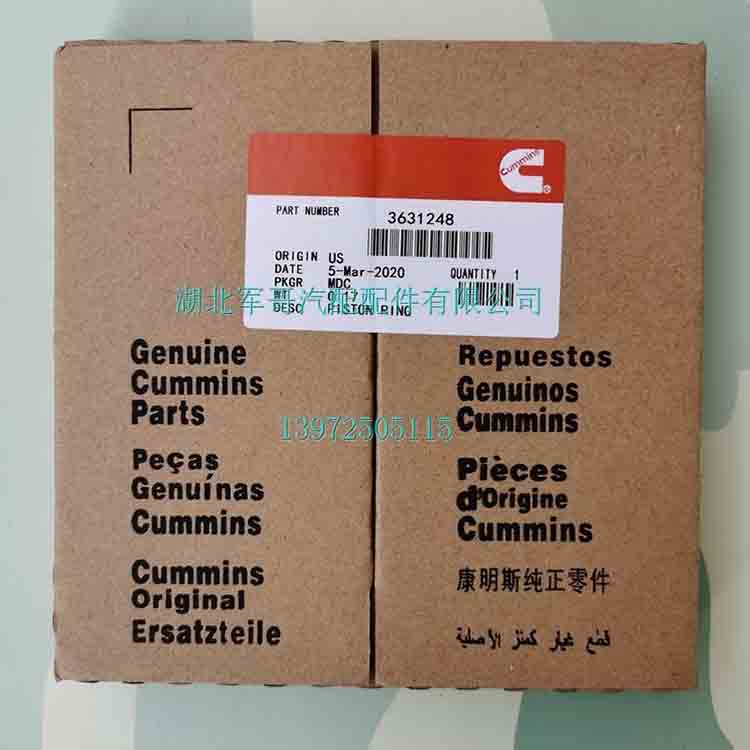 Cummins
PART NUMBER 3631248
ORIGIN US
DATE 5-Mar-2020 QUANTITY 1
PKGR MDC
DESC PISTON RING
湖北军 汽配配件有限公司
Genuine
Cummins
Parts
13972505115
Peças
Genuínas
Cummins
Cummins
Original
Ersatzteile
Repuestos
Genuinos
Cummins
Pièces
d'Origine
Cummins
康明斯纯正零件
قطع غيار كمنز الأصلية